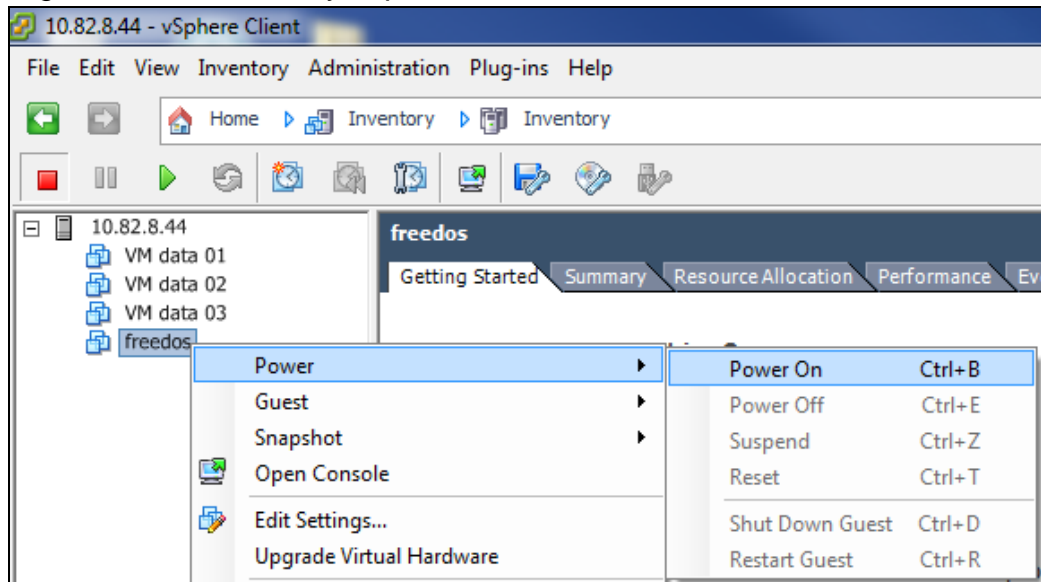 10.82.8.44 - vSphere Client
File Edit View Inventory Administration Plug-ins Help
Home Inventory Inventory
10.82.8.44
VM data 01
VM data 02
VM data 03
freedos
freedos
Getting Started Summary Resource Allocation Performance Ev
Power
Guest
Snapshot
Open Console
Edit Settings...
Upgrade Virtual Hardware
Power On Ctrl+B
Power Off Ctrl+E
Suspend Ctrl+Z
Reset Ctrl+T
Shut Down Guest Ctrl+D
Restart Guest Ctrl+R